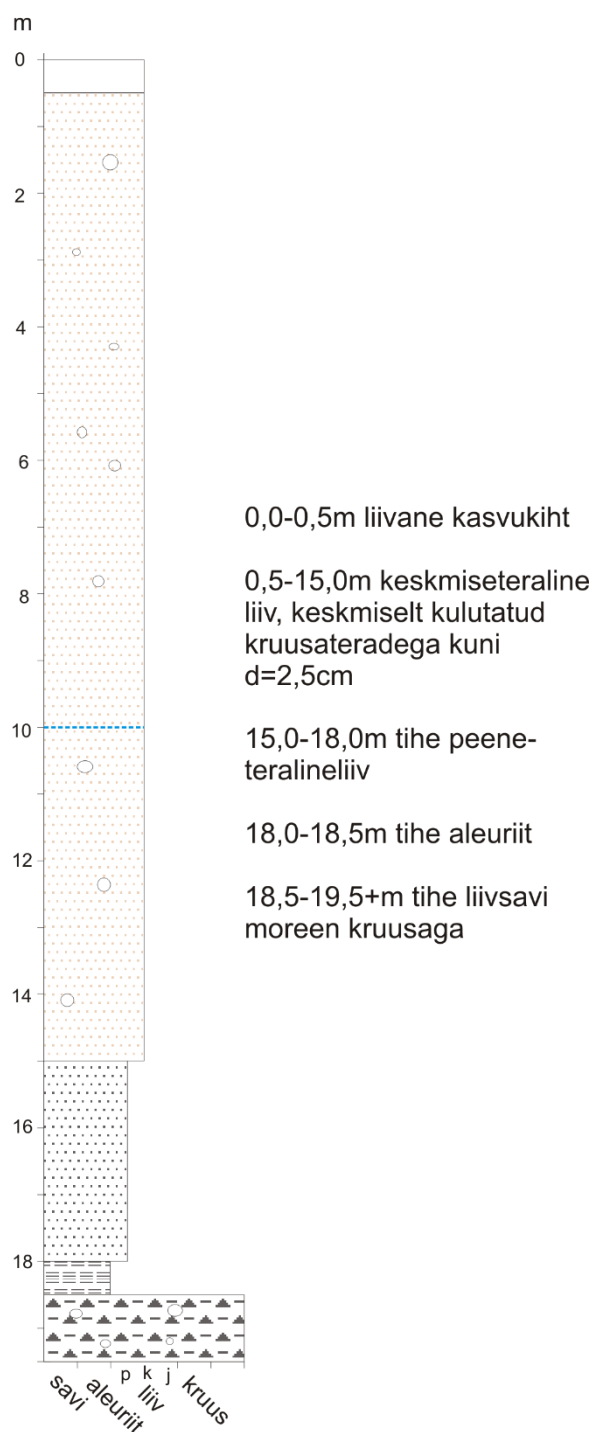 m
0
2
4
6
8
10
12
14
16
18
0,0-0,5m liivane kasvukiht
0,5-15,0m keskmiseteraline
liiv, keskmiselt kulutatud
kruusateradega kuni
d=2,5cm
15,0-18,0m tihe peene-
teralineliiv
18,0-18,5m tihe aleuriit
18,5-19,5+m tihe liivsavi
moreen kruusaga
p k j
savi aleuriit liiv kruus